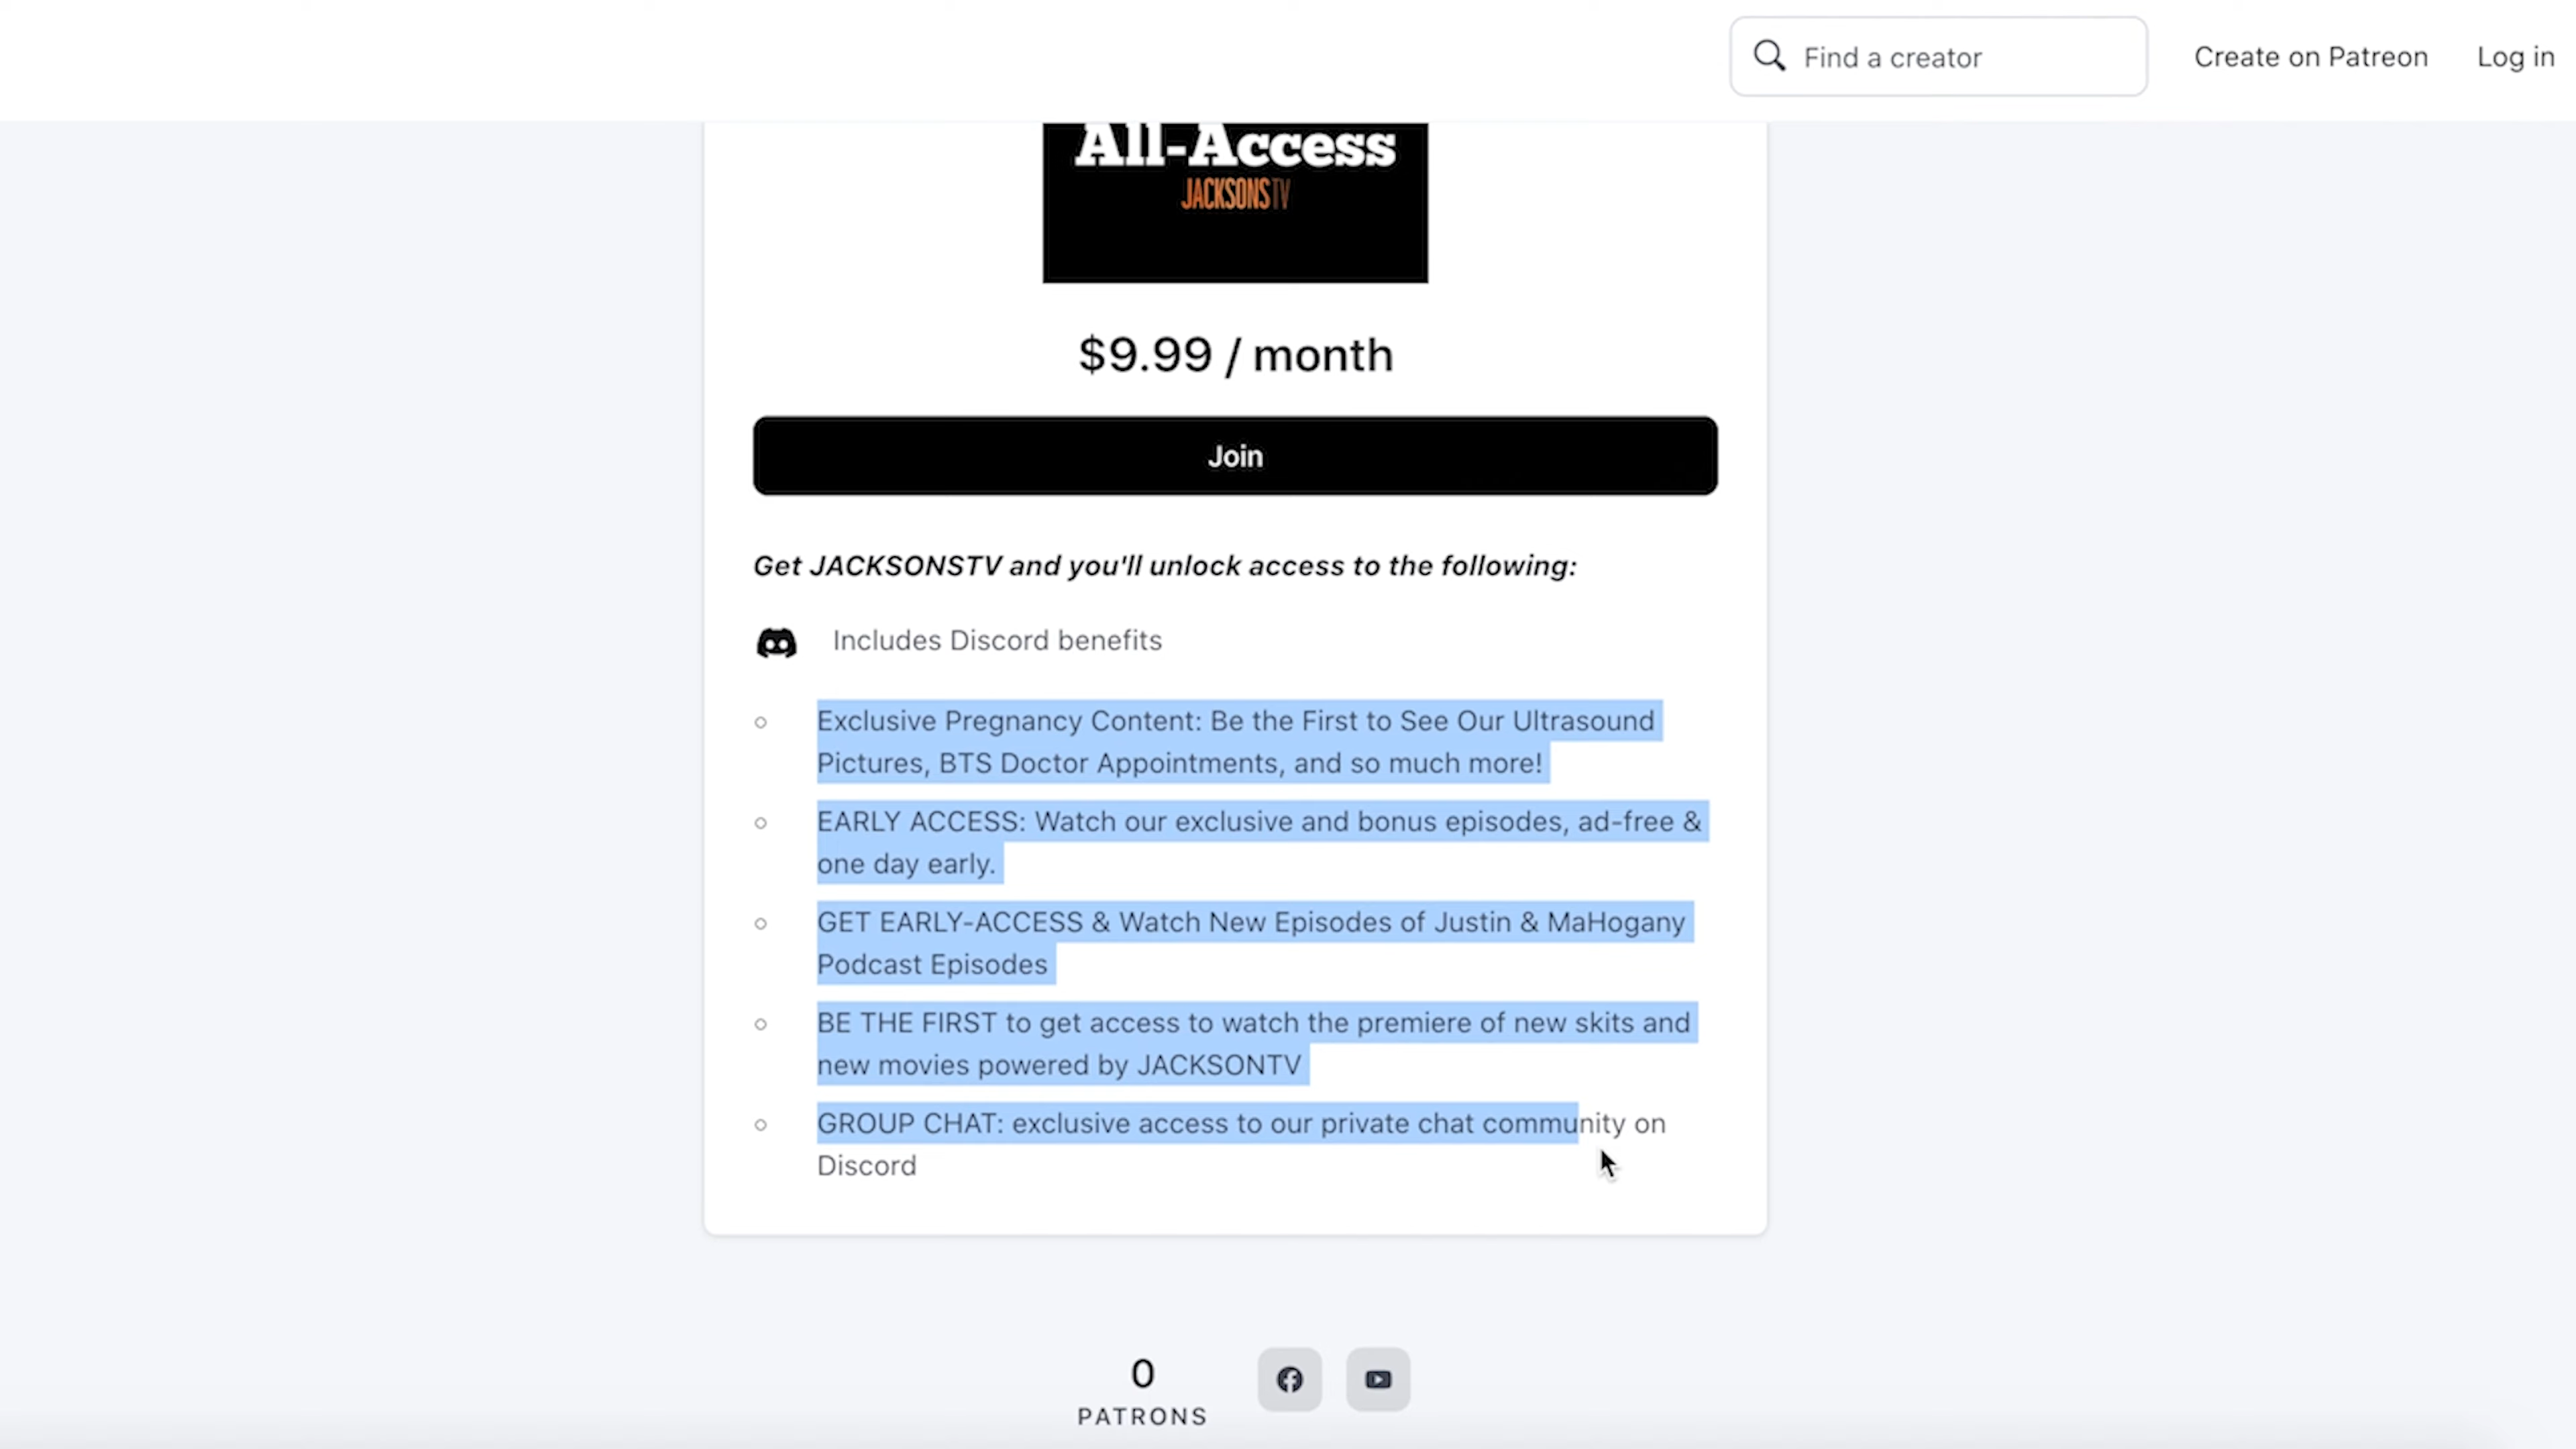 Find a creator
Create on Patreon
Log in
All-Access
JACKSONSTV
$9.99 / month
Join
Get JACKSONSTV and you'll unlock access to the following:
Includes Discord benefits
Exclusive Pregnancy Content: Be the First to See Our Ultrasound
Pictures, BTS Doctor Appointments, and so much more!
EARLY ACCESS: Watch our exclusive and bonus episodes, ad-free &
one day early.
GET EARLY-ACCESS & Watch New Episodes of Justin & MaHogany
Podcast Episodes
BE THE FIRST to get access to watch the premiere of new skits and
new movies powered by JACKSONTV
GROUP CHAT: exclusive access to our private chat community on
Discord
0
PATRONS